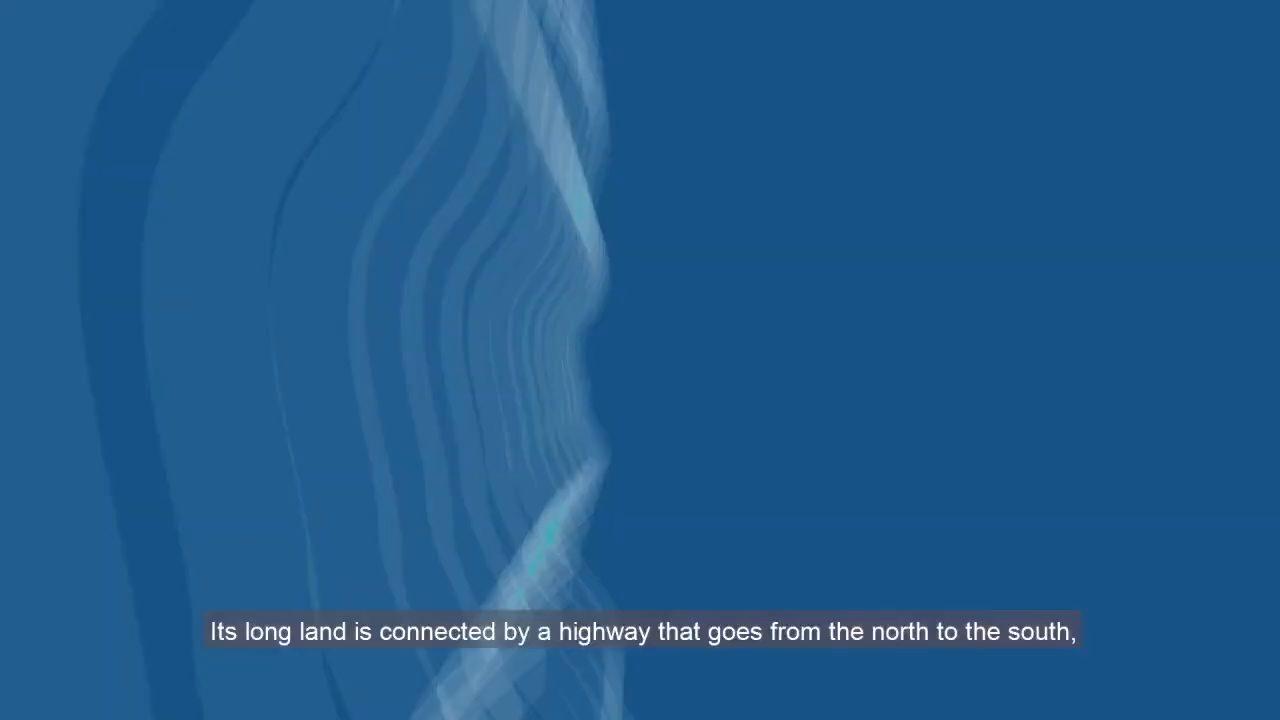 Its long land is connected by a highway that goes from the north to the south,